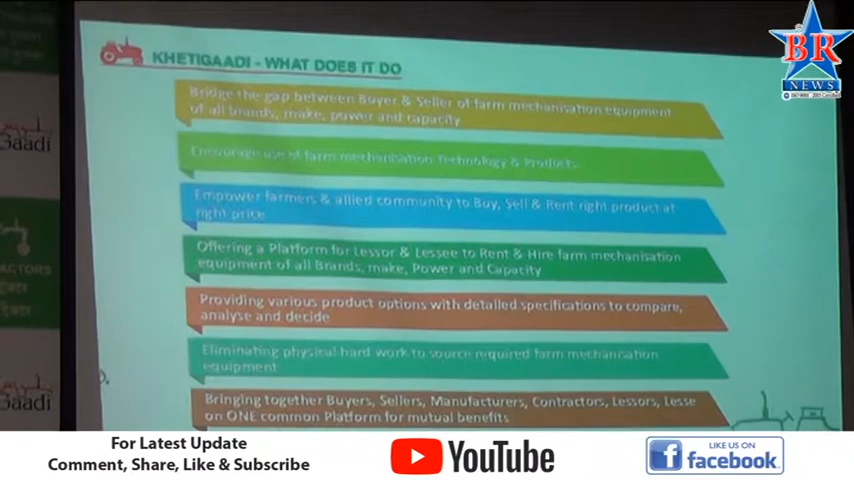 KHETIGAADI - WHAT DOES IT DO
BR
NEWS
Bridge the gap between Buyer & Seller of farm mechanisation equipment
of all brands, make, power and capacity
Encourage use of farm mechanisation Technology & Products
Empower farmers & allied community to Buy, Sell & Rent right product at
right price
Offering a Platform for Lessor & Lessee to Rent & Hire farm mechanisation
equipment of all Brands, make, Power and Capacity
Providing various product options with detailed specifications to compare,
analyse and decide
Eliminating physical hard work to source required farm mechanisation
equipment
Bringing together Buyers, Sellers, Manufacturers, Contractors, Lessors, Lesse
on ONE common Platform for mutual benefits
Gaadi
ACTORS
Gaadi
For Latest Update
Comment, Share, Like & Subscribe
YouTube
LIKE US ON
facebook